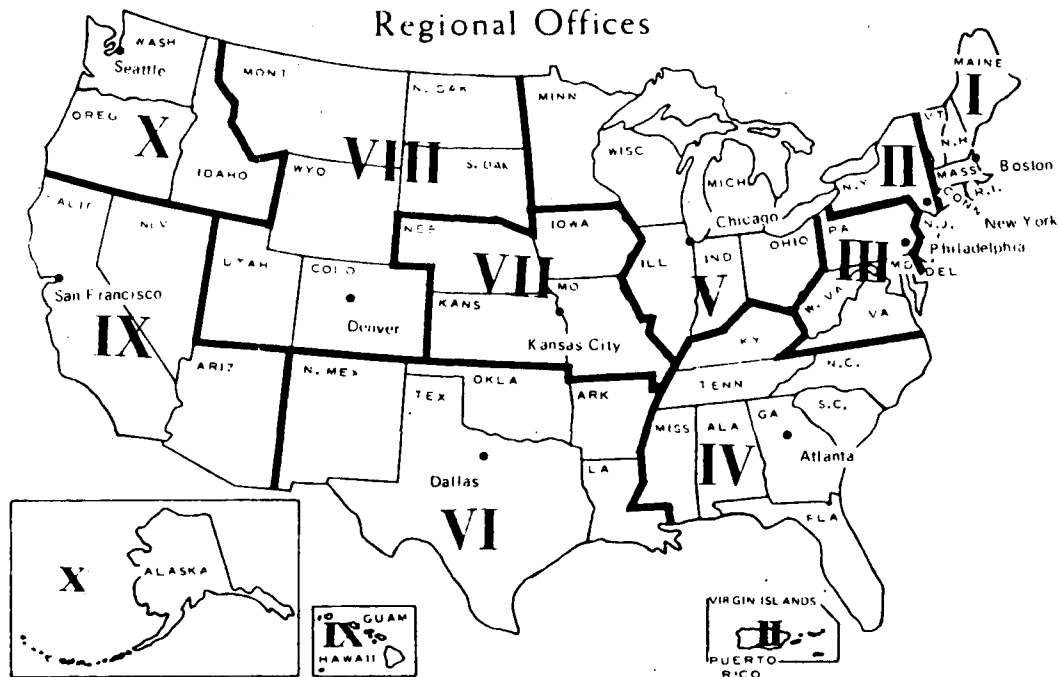 Regional Offices
WASH
Seattle
MONT
N. DAK
MINN
MAINE
I
OREG
X
VIII
VT
N.H
WISC
IDAHO
WYO
S. DAK
MICH
N.Y
II
MASS
Boston
R.I.
CONN
New York
CALIF
NEV
NEB
IOWA
Chicago
PA
N.J.
Philadelphia
UTAH
COLO
VII
ILL
IND
OHIO
III
MD
DEL
San Francisco
IX
Denver
KANS
MO
Kansas City
V
W. VA
VA
KY
ARIZ
N. MEX
OKLA
TEX
ARK
TENN
N.C.
S.C.
MISS
ALA
GA
IV
Atlanta
Dallas
LA
VI
FLA
X
ALASKA
GUAM
IX
HAWAII
VIRGIN ISLANDS
II
PUERTO
RICO